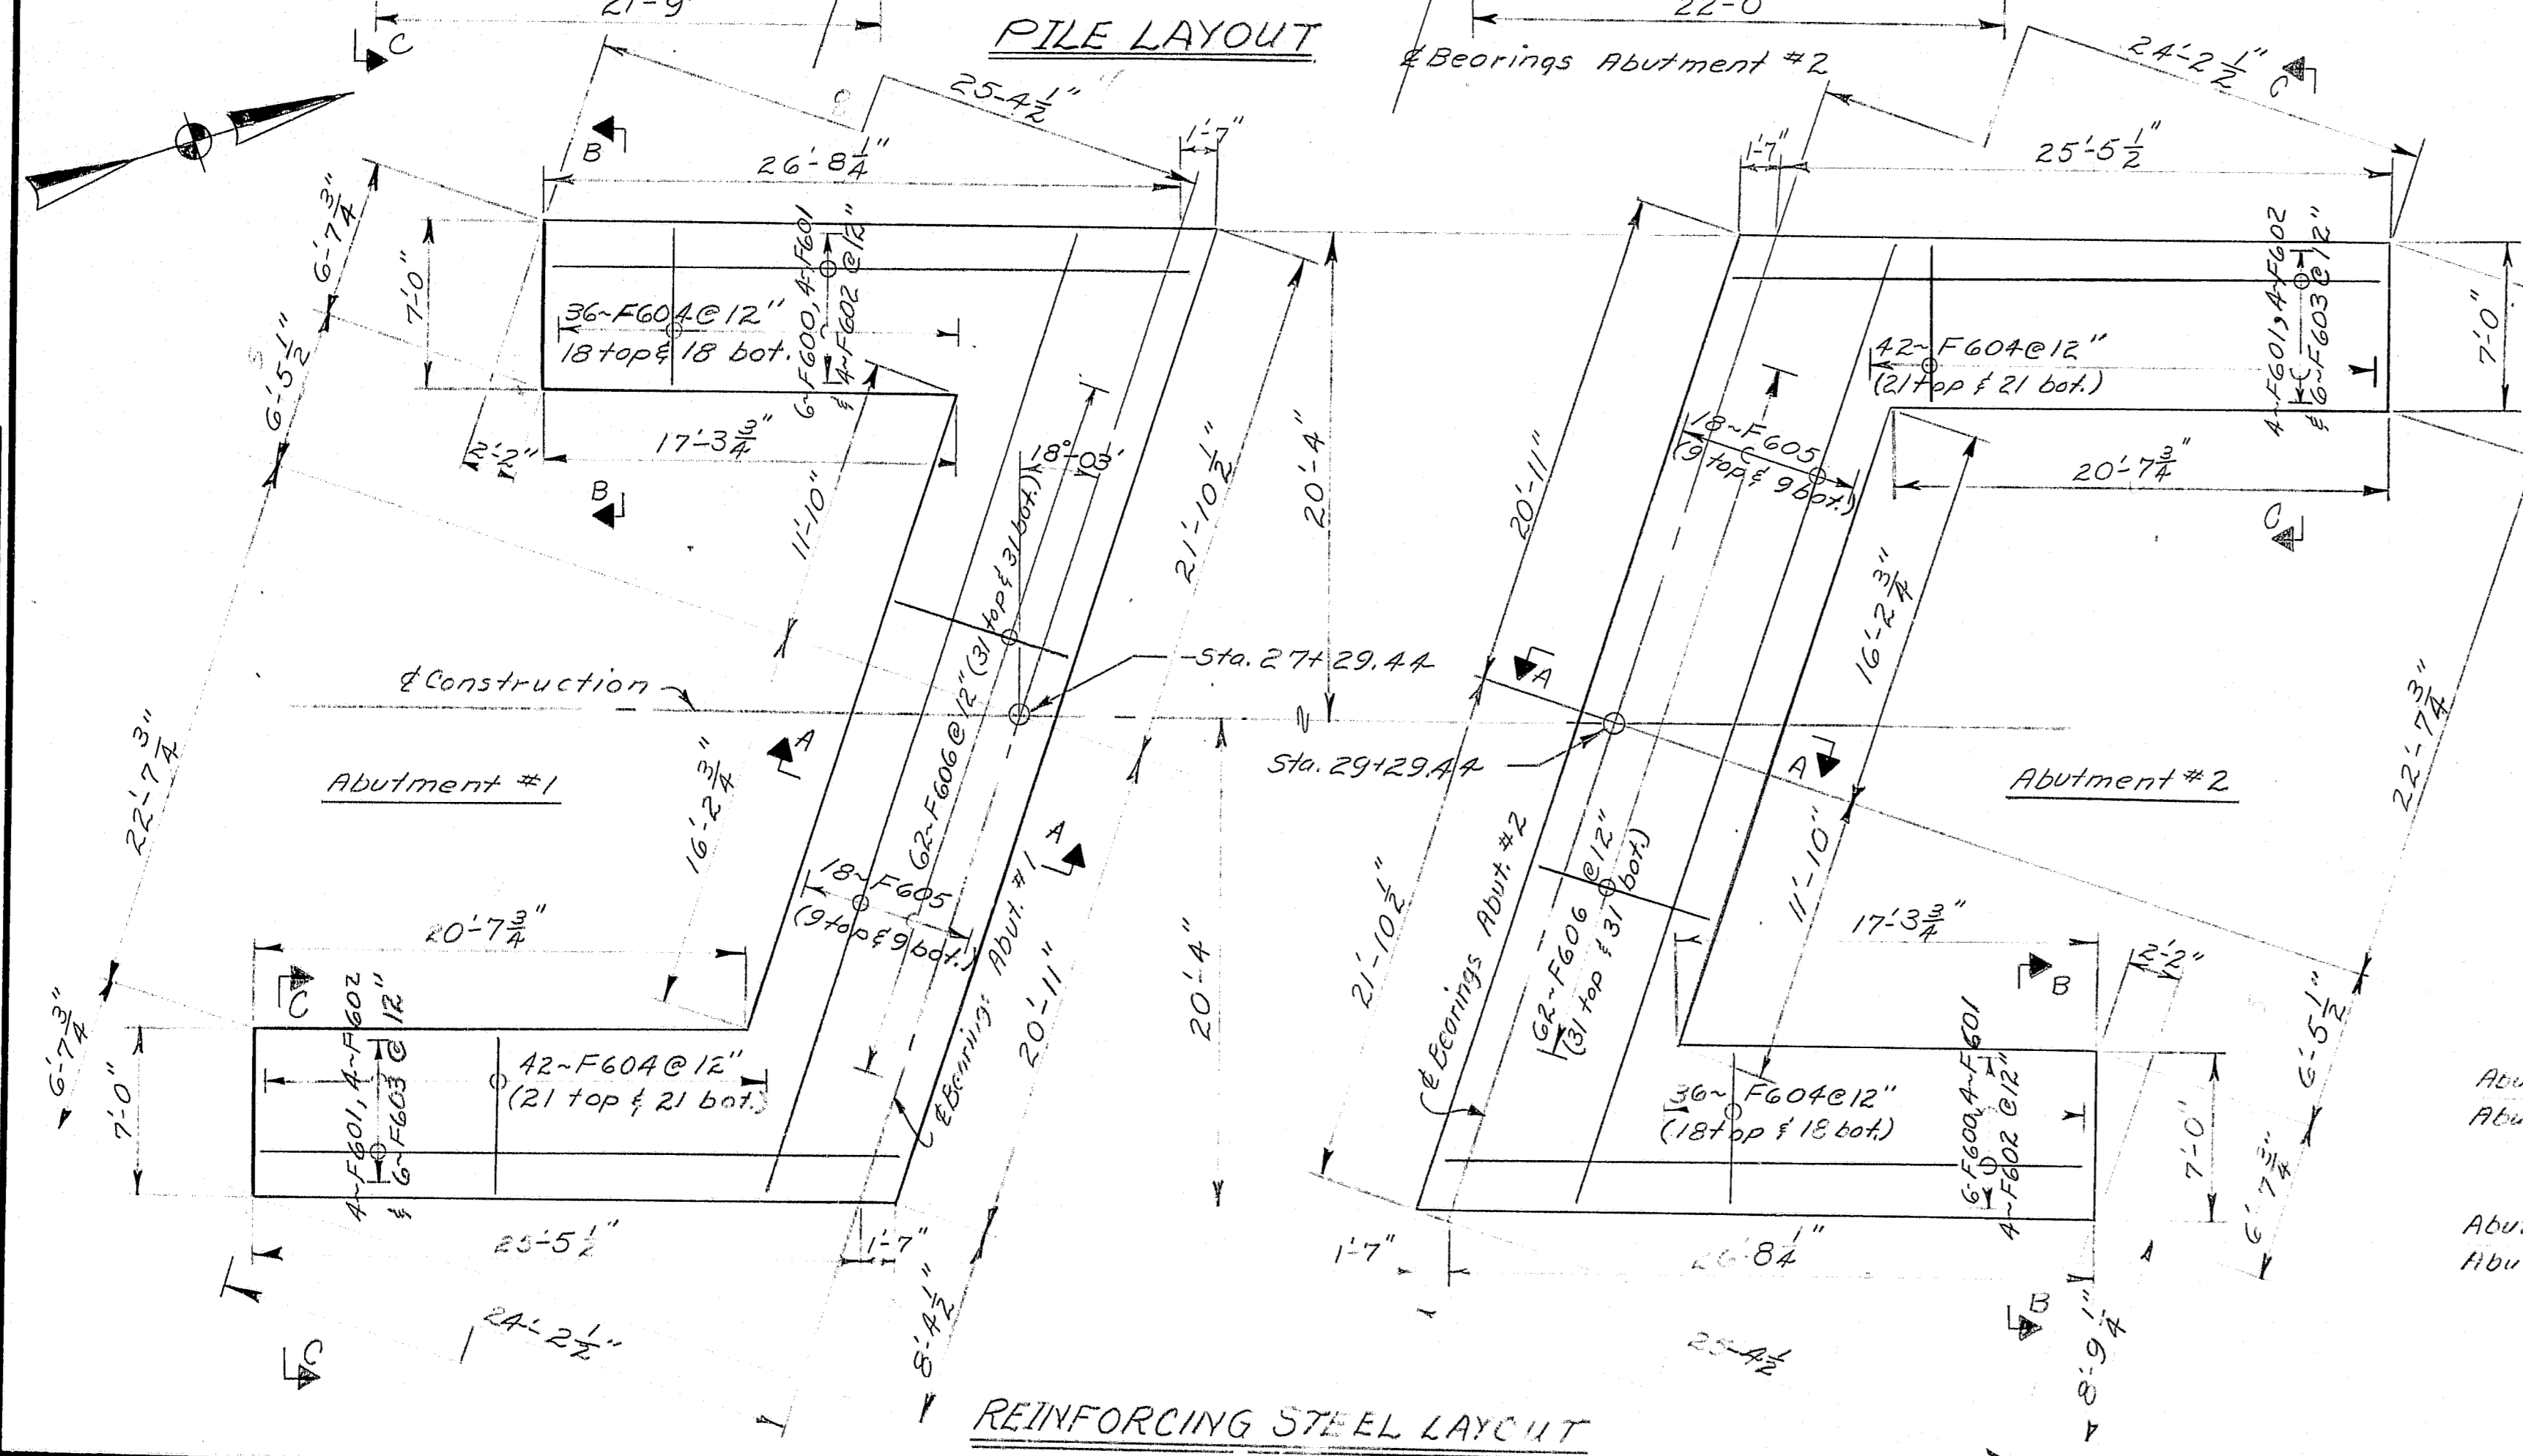 21'-9"
PILE LAYOUT
22'-0
C
℄ Bearings Abutment #2
24'-2 1/2"
C
25-4 1/2"
B
26'-8 1/4"
1'-7"
1'-7"
25'-5 1/2"
6'-7 3/4"
7'-0"
36~F604@12"
18 top & 18 bot.
6~F600, 4~F601
& 4~F602 @12"
6'-5 1/2"
2'-2"
17'-3 3/4"
B
11'-10"
18°-03'
21'-10 1/2"
20'-4"
20'-11"
18~F605
(9 top & 9 bot.)
42~F604@12"
(21 top & 21 bot.)
4~F601, 4~F602
& 6~F603@12"
7'-0"
20'-7 3/4"
C
16'-2 3/4"
22'-7 3/4"
℄ Construction
Sta. 27+29.44
A
Sta. 29+29.44
A
Abutment #1
Abutment #2
22'-7 3/4"
A
16'-2 3/4"
62~F606@12" (31 top & 31 bot.)
A
18~F605
(9 top & 9 bot.)
℄ Bearings Abut. #1
20'-11"
20'-4"
21'-10 1/2"
℄ Bearings Abut. #2
62~F606 @12"
(31 top & 31 bot.)
11'-10"
17'-3 3/4"
2'-2"
B
6'-5 1/2"
20'-7 3/4"
C
6'-7 3/4"
7'-0"
4~F601, 4~F602
& 6~F603 @ 12"
42~F604@12"
(21 top & 21 bot.)
36~F604@12"
(18 top & 18 bot.)
6-F600, 4~F601
4~F602 @12"
7'-0"
6'-7 3/4"
Abu
Abu
Abu
Abu
25'-5 1/2"
1'-7"
8'-4 1/2"
24'-2 1/2"
C
1'-7"
26'-8 1/4"
25-4 1/2
B
8'-9 1/4"
REINFORCING STEEL LAYOUT